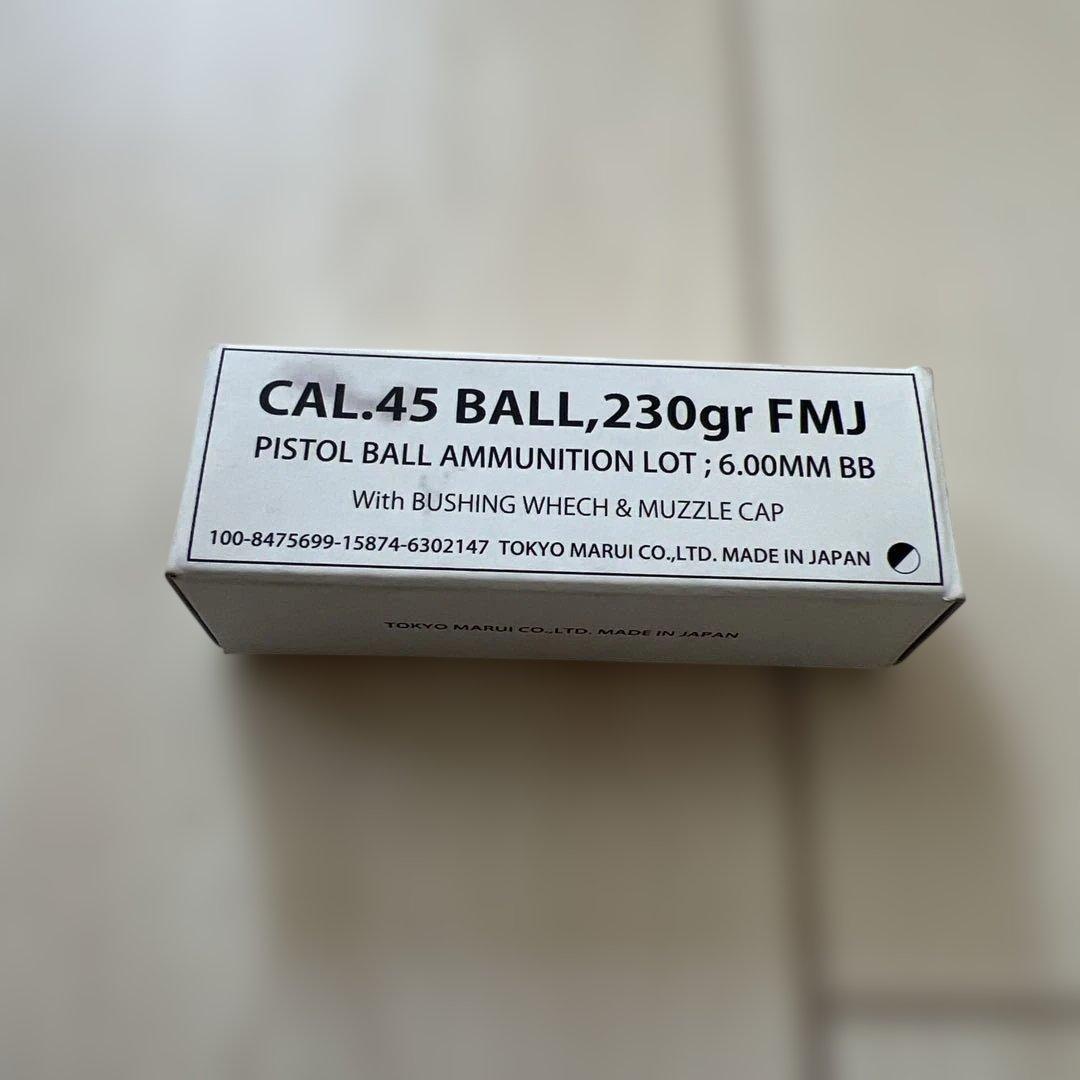 CAL.45 BALL,230gr FMJ
PISTOL BALL AMMUNITION LOT ; 6.00MM BB
With BUSHING WHECH & MUZZLE CAP
100-8475699-15874-6302147 TOKYO MARUI CO.,LTD. MADE IN JAPAN
TOKYO MARUI CO.,LTD. MADE IN JAPAN